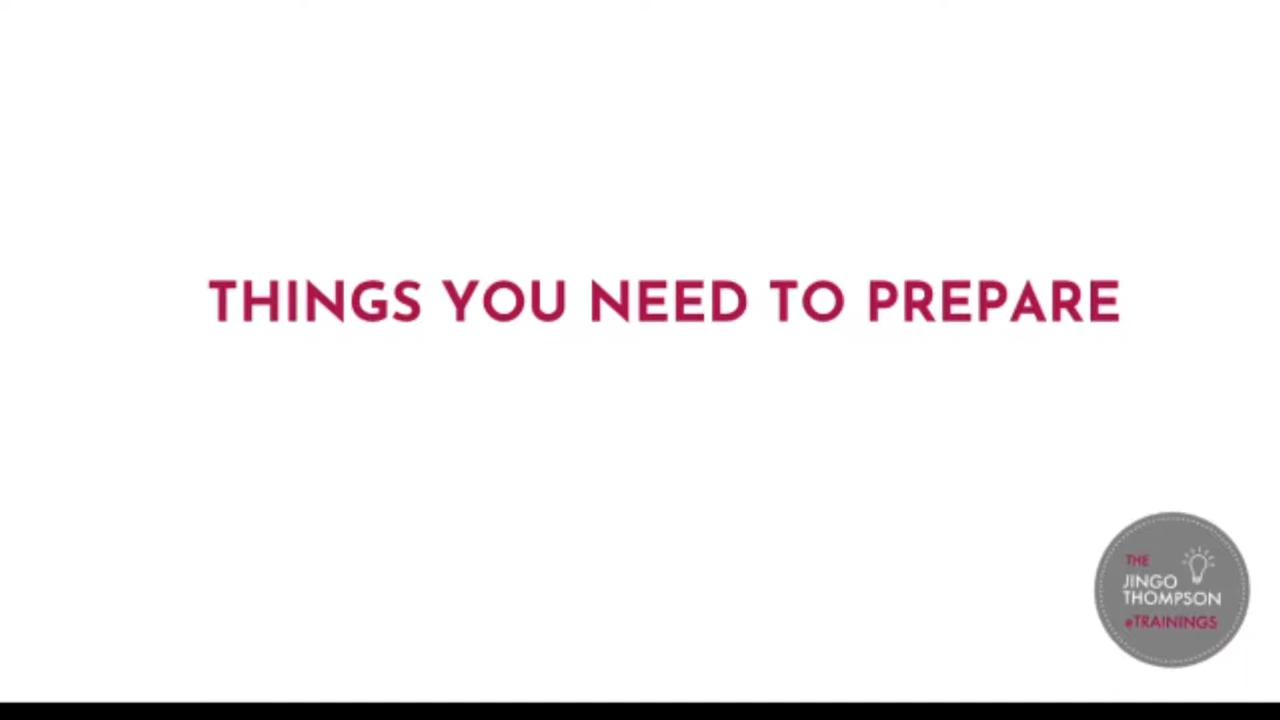 THINGS YOU NEED TO PREPARE
THE
JINGO
THOMPSON
eTRAININGS